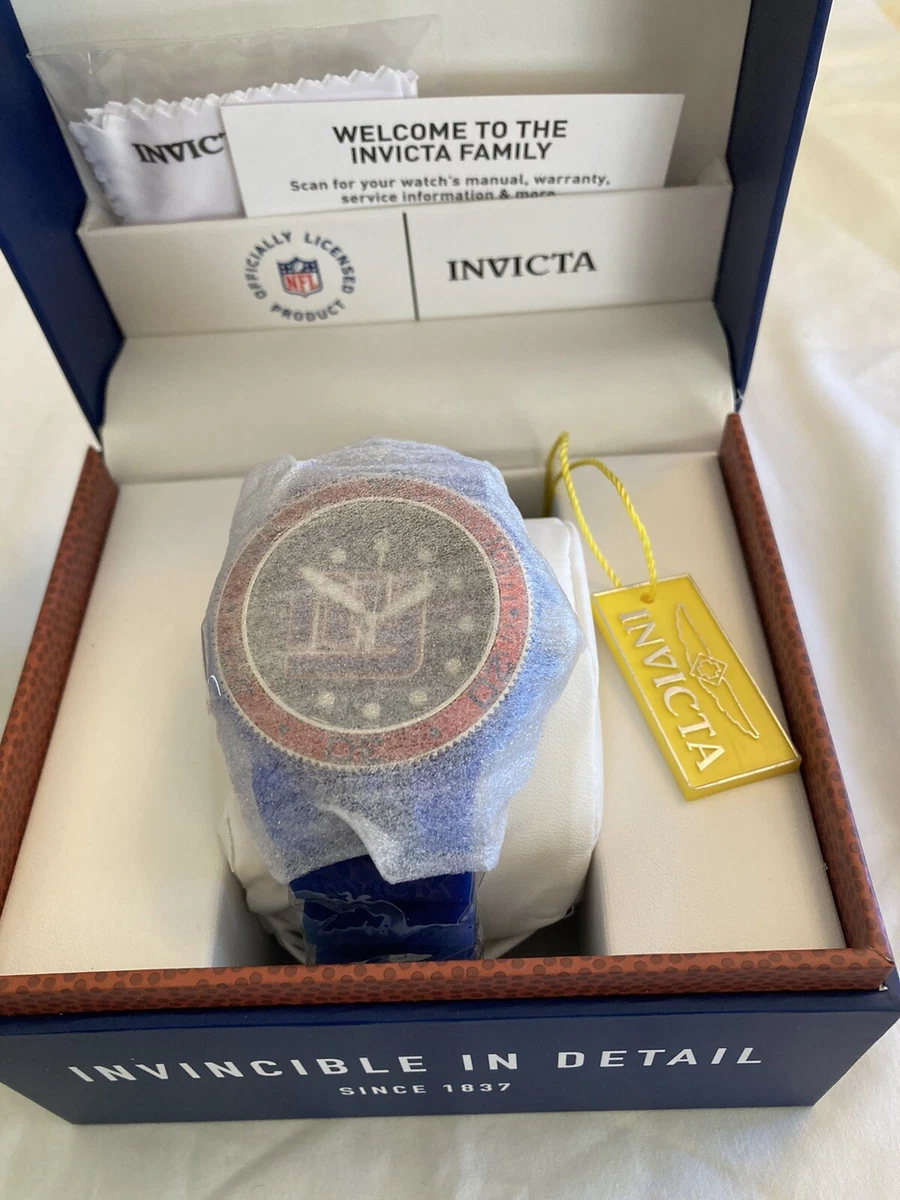 INVIC
WELCOME TO THE
INVICTA FAMILY
Scan for your watch's manual, warranty,
service information & more
OFFICIALLY LICENSED
NFL
PRODUCT
INVICTA
INVICTA
INVINCIBLE IN DETAIL
SINCE 1837